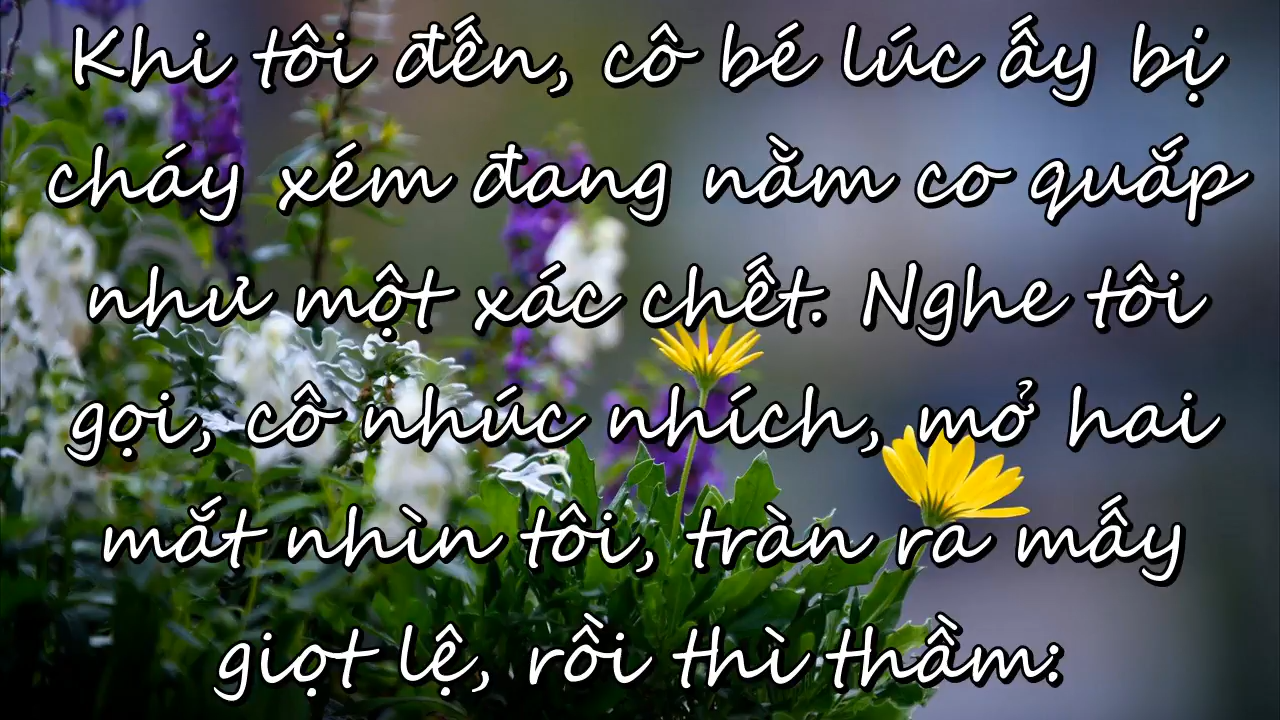 Khi tôi đến, cô bé lúc ấy bị
cháy xém đang nằm co quắp
như một xác chết. Nghe tôi
gọi, cô nhúc nhích, mở hai
mắt nhìn tôi, tràn ra mấy
giọt lệ, rồi thì thầm: